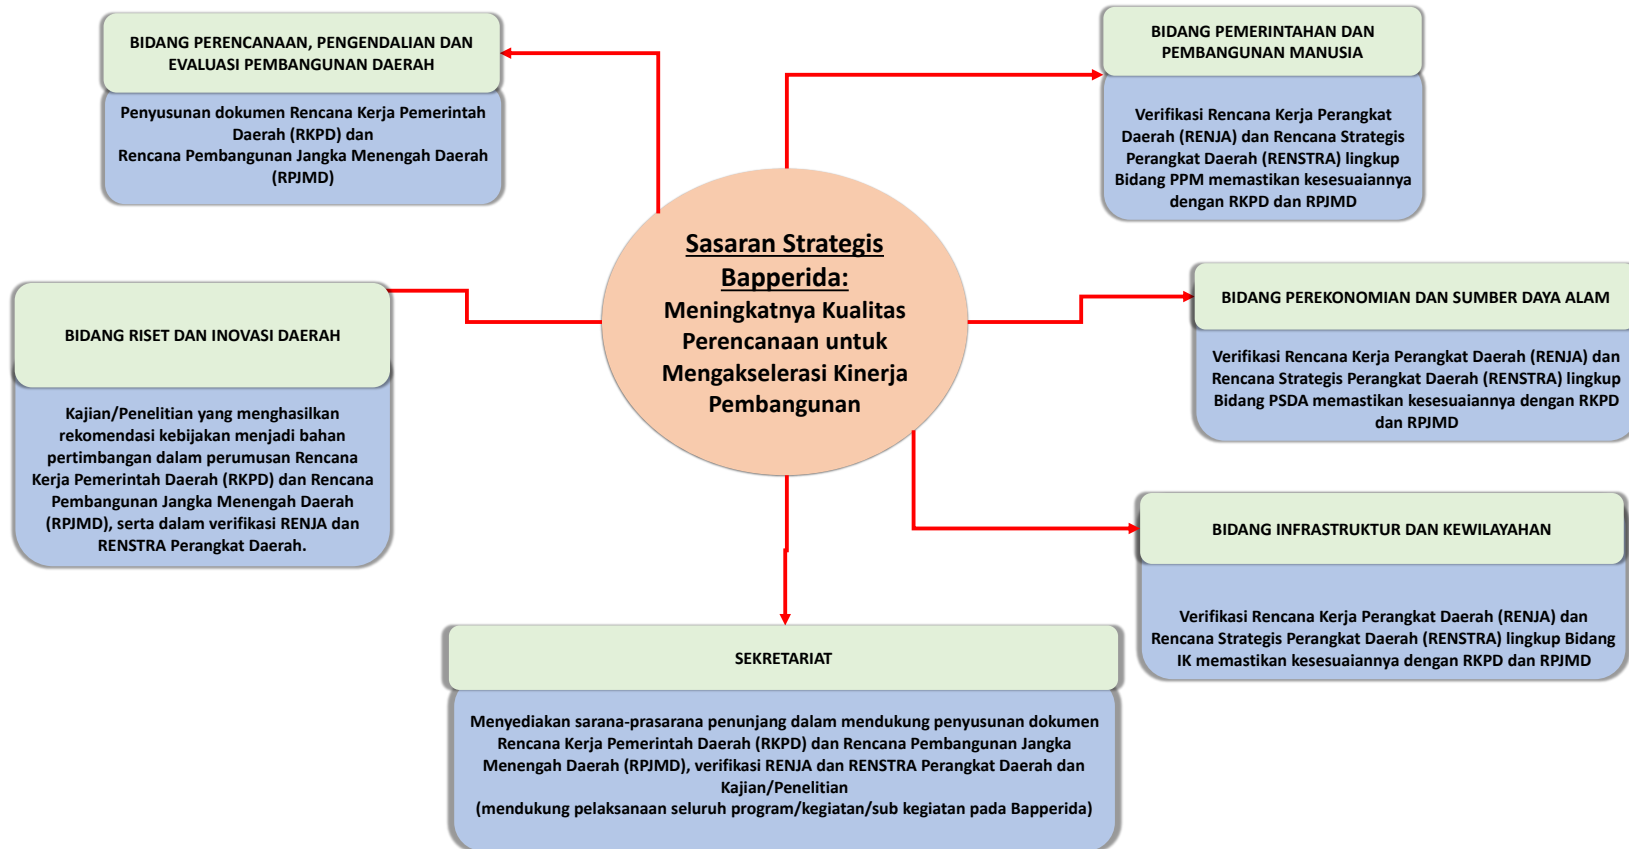 BIDANG PERENCANAAN, PENGENDALIAN DAN
EVALUASI PEMBANGUNAN DAERAH
Penyusunan dokumen Rencana Kerja Pemerintah
Daerah (RKPD) dan
Rencana Pembangunan Jangka Menengah Daerah
(RPJMD)
BIDANG PEMERINTAHAN DAN
PEMBANGUNAN MANUSIA
Verifikasi Rencana Kerja Perangkat
Daerah (RENJA) dan Rencana Strategis
Perangkat Daerah (RENSTRA) lingkup
Bidang PPM memastikan kesesuaiannya
dengan RKPD dan RPJMD
Sasaran Strategis
Bapperida:
Meningkatnya Kualitas
Perencanaan untuk
Mengakselerasi Kinerja
Pembangunan
BIDANG RISET DAN INOVASI DAERAH
Kajian/Penelitian yang menghasilkan
rekomendasi kebijakan menjadi bahan
pertimbangan dalam perumusan Rencana
Kerja Pemerintah Daerah (RKPD) dan Rencana
Pembangunan Jangka Menengah Daerah
(RPJMD), serta dalam verifikasi RENJA dan
RENSTRA Perangkat Daerah.
BIDANG PEREKONOMIAN DAN SUMBER DAYA ALAM
Verifikasi Rencana Kerja Perangkat Daerah (RENJA) dan
Rencana Strategis Perangkat Daerah (RENSTRA) lingkup
Bidang PSDA memastikan kesesuaiannya dengan RKPD
dan RPJMD
BIDANG INFRASTRUKTUR DAN KEWILAYAHAN
Verifikasi Rencana Kerja Perangkat Daerah (RENJA) dan
Rencana Strategis Perangkat Daerah (RENSTRA) lingkup Bidang
IK memastikan kesesuaiannya dengan RKPD dan RPJMD
SEKRETARIAT
Menyediakan sarana-prasarana penunjang dalam mendukung penyusunan dokumen
Rencana Kerja Pemerintah Daerah (RKPD) dan Rencana Pembangunan Jangka
Menengah Daerah (RPJMD), verifikasi RENJA dan RENSTRA Perangkat Daerah dan
Kajian/Penelitian
(mendukung pelaksanaan seluruh program/kegiatan/sub kegiatan pada Bapperida)